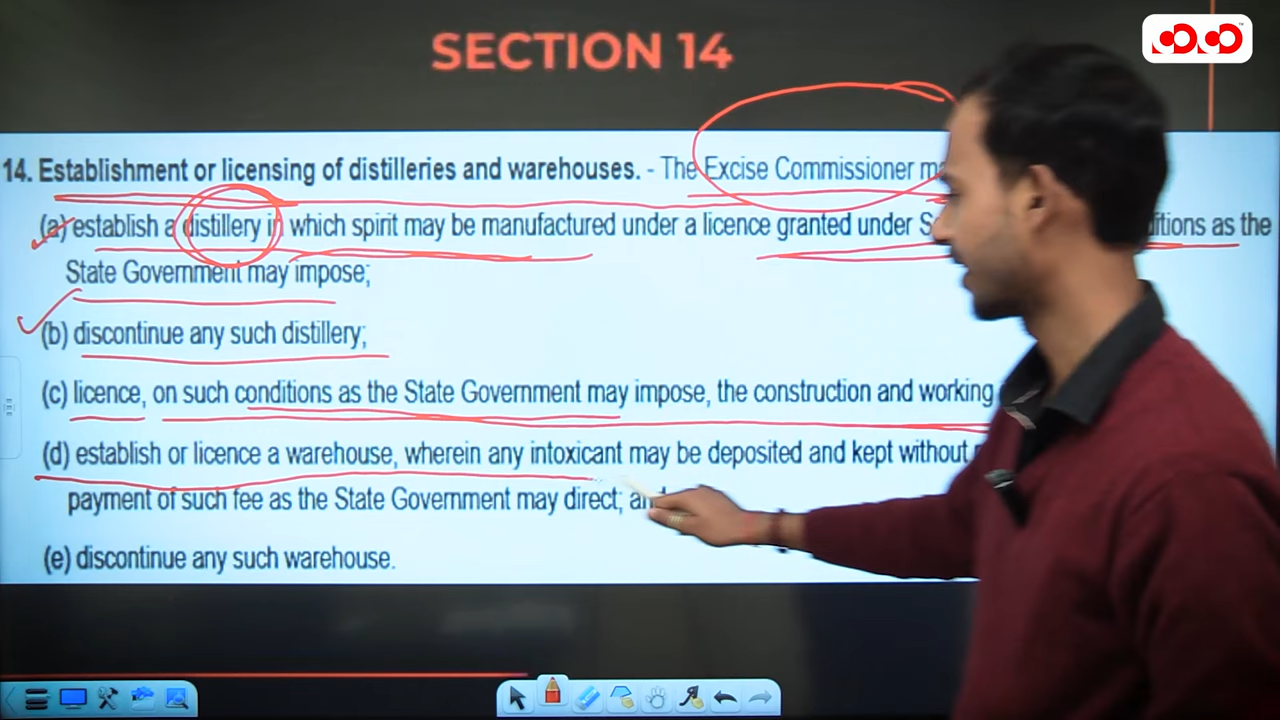 SECTION 14
14. Establishment or licensing of distilleries and warehouses. - The Excise Commissioner
(a) establish a distillery in which spirit may be manufactured under a licence granted under as the
State Government may impose;
(b) discontinue any such distillery;
(c) licence, on such conditions as the State Government may impose, the construction and working
(d) establish or licence a warehouse, wherein any intoxicant may be deposited and kept without
payment of such fee as the State Government may direct; and
(e) discontinue any such warehouse.